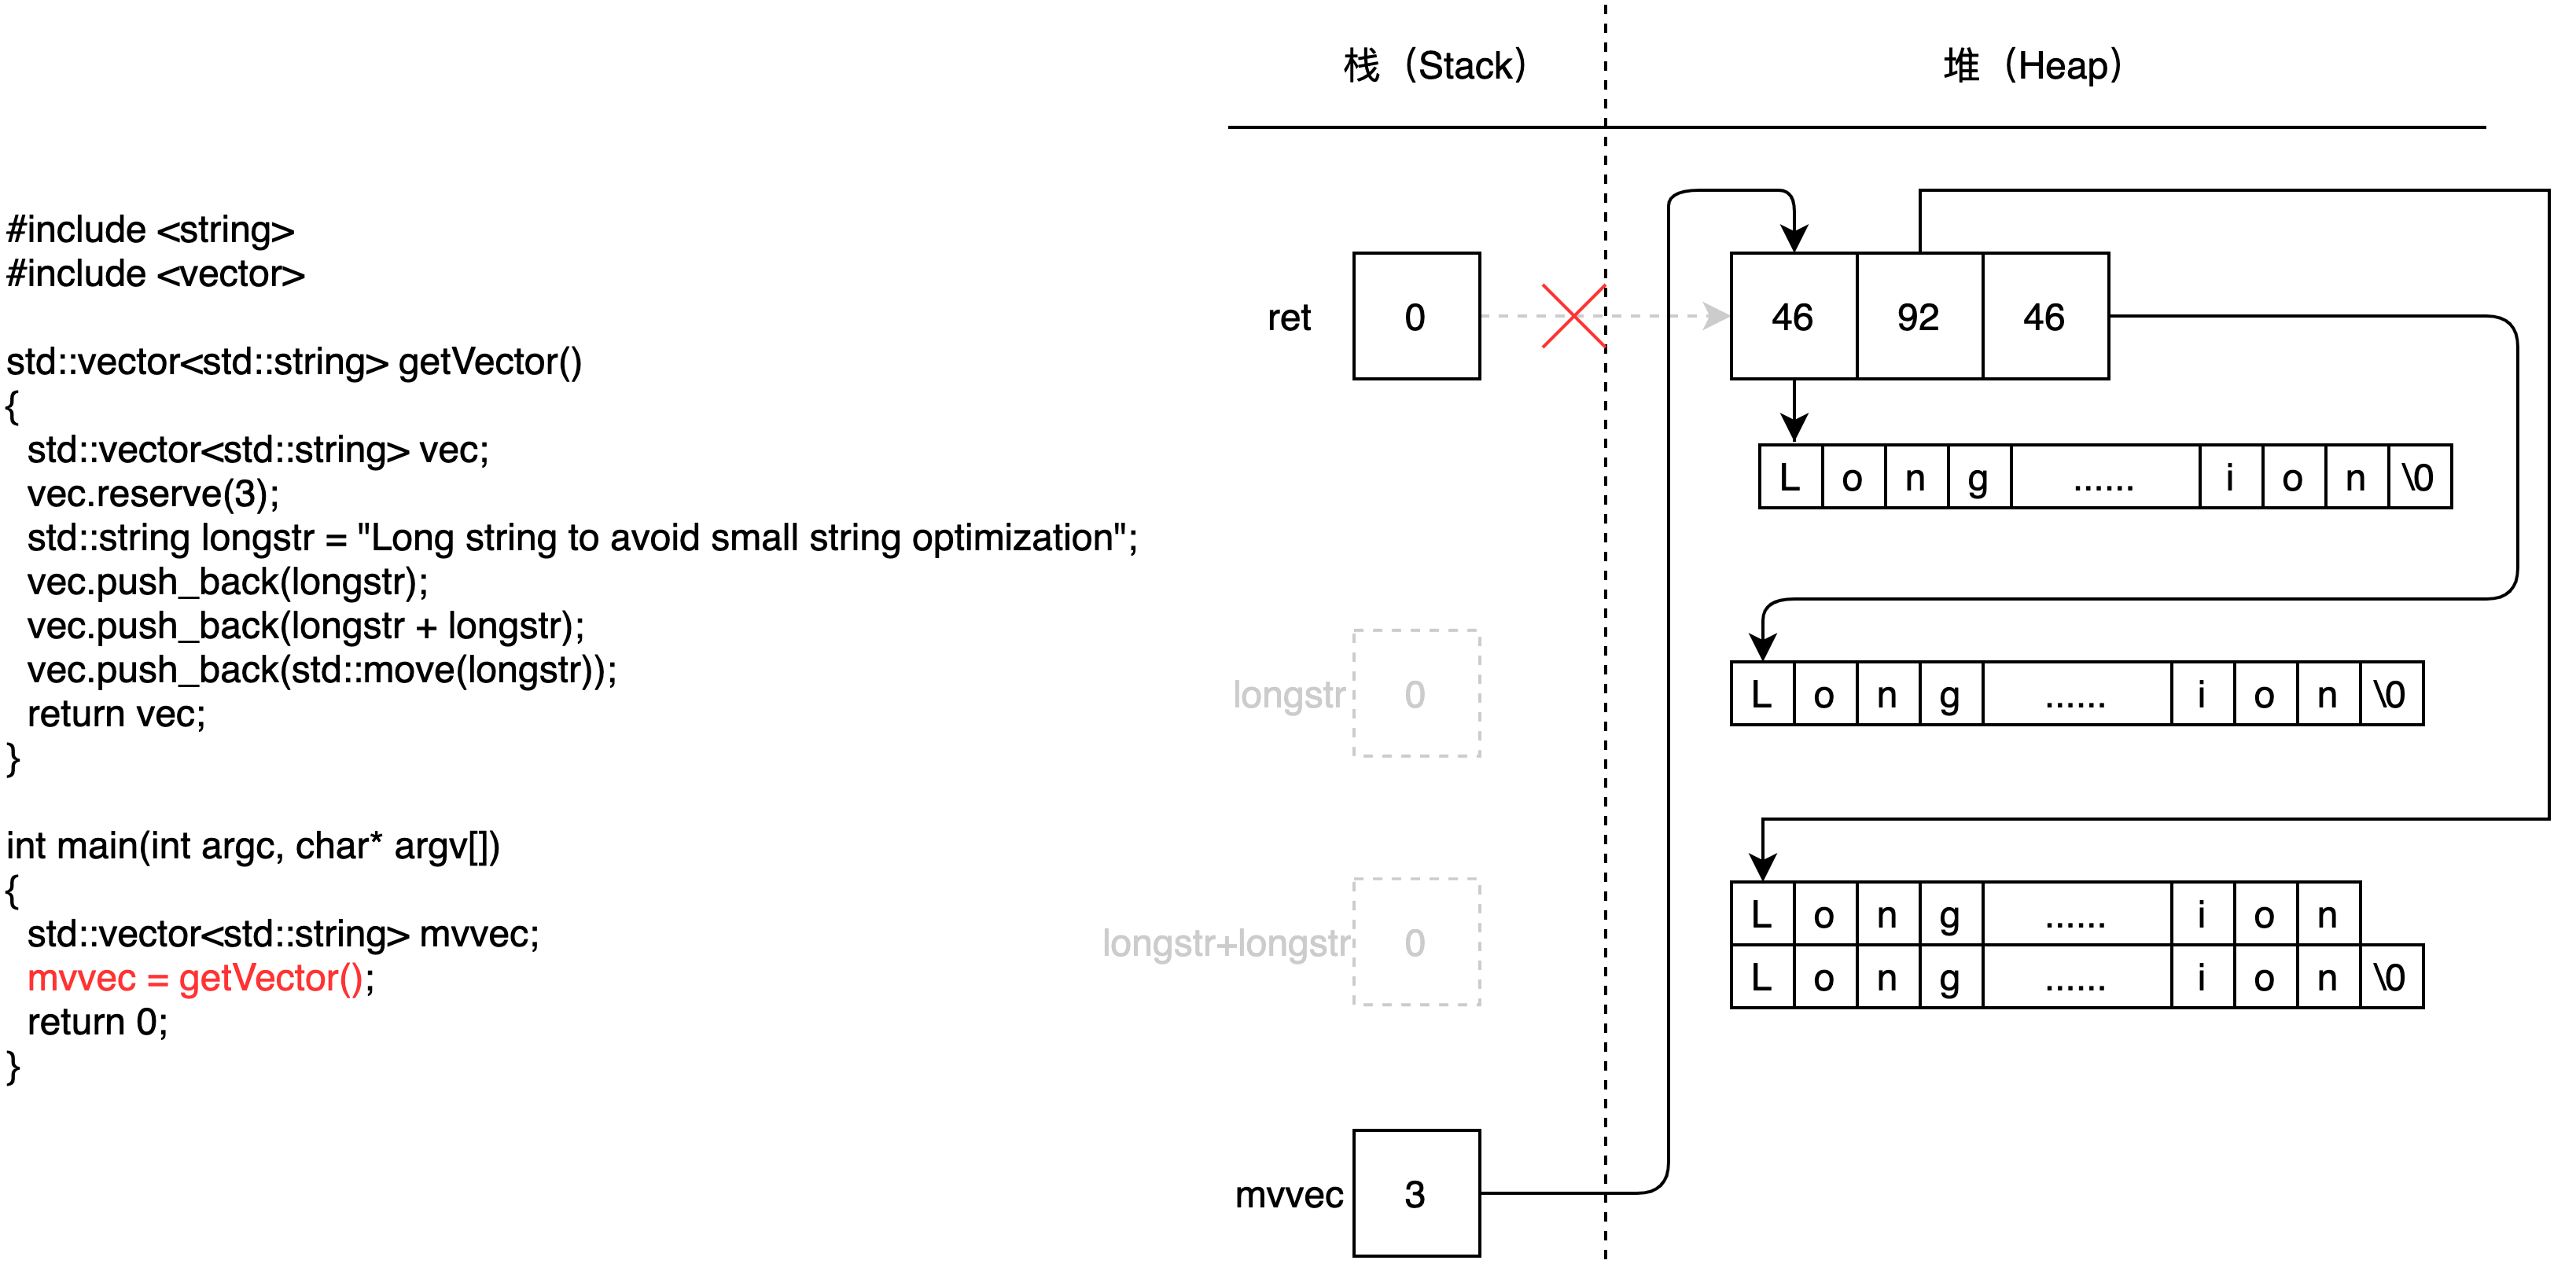 栈（Stack） 堆（Heap）
#include <string>
#include <vector>
std::vector<std::string> getVector()
{
std::vector<std::string> vec;
vec.reserve(3);
std::string longstr = "Long string to avoid small string optimization";
vec.push_back(longstr);
vec.push_back(longstr + longstr);
vec.push_back(std::move(longstr));
return vec;
}
int main(int argc, char* argv[])
{
std::vector<std::string> mvvec;
mvvec = getVector();
return 0;
}
ret 0 46 92 46
L o n g ...... i o n \0
longstr 0 L o n g ...... i o n \0
L o n g ...... i o n
longstr+longstr 0 L o n g ...... i o n \0
mvvec 3